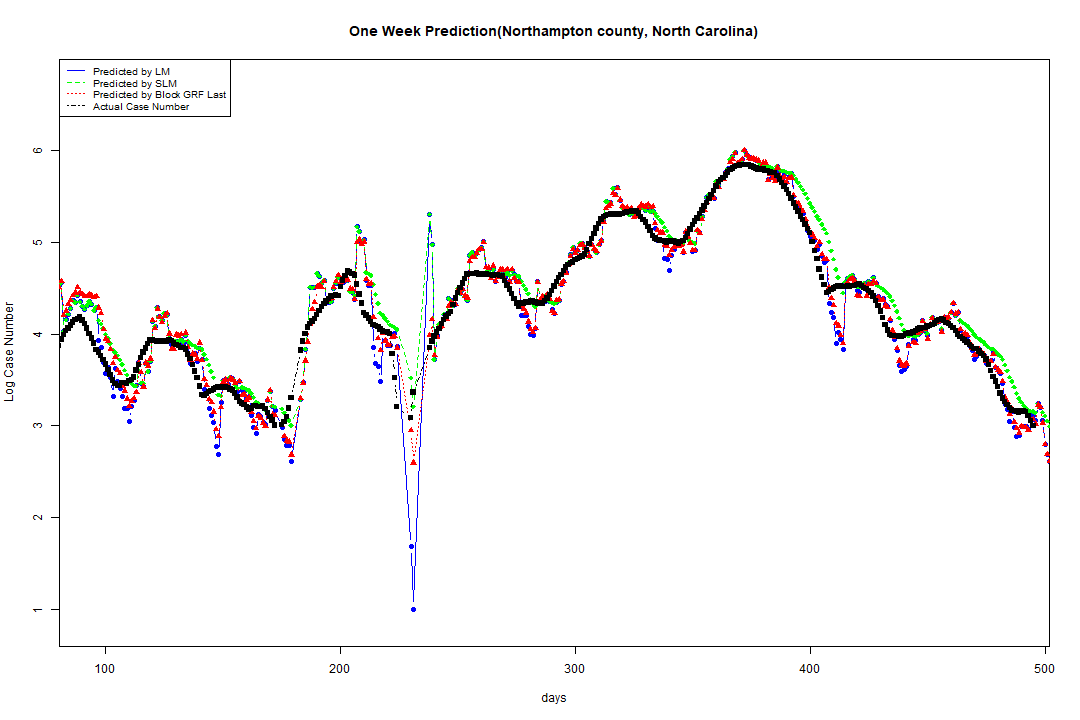 One Week Prediction(Northampton county, North Carolina)
Predicted by LM
Predicted by SLM
Predicted by Block GRF Last
Actual Case Number
Log Case Number
6
5
4
3
2
1
100 200 300 400 500
days